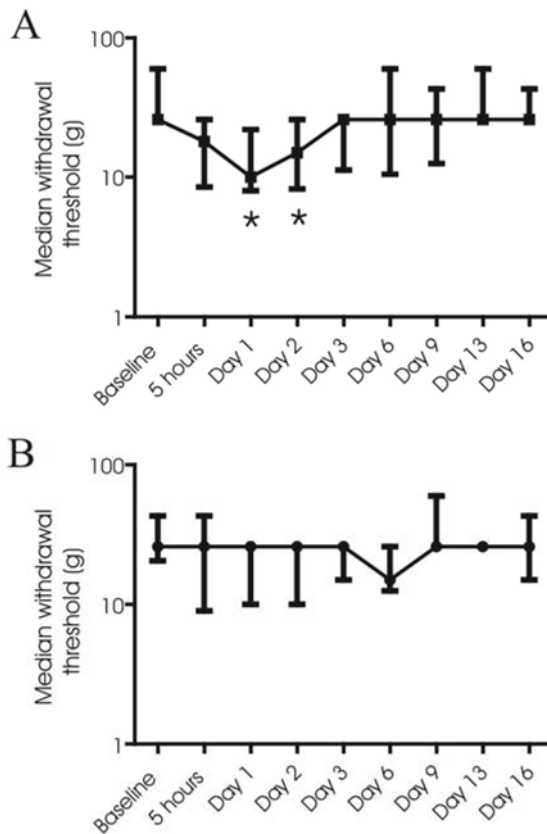 A
Median withdrawal
threshold (g)
100
10
1
*
*
Baseline
5 hours
Day 1
Day 2
Day 3
Day 6
Day 9
Day 13
Day 16
B
Median withdrawal
threshold (g)
100
10
1
Baseline
5 hours
Day 1
Day 2
Day 3
Day 6
Day 9
Day 13
Day 16